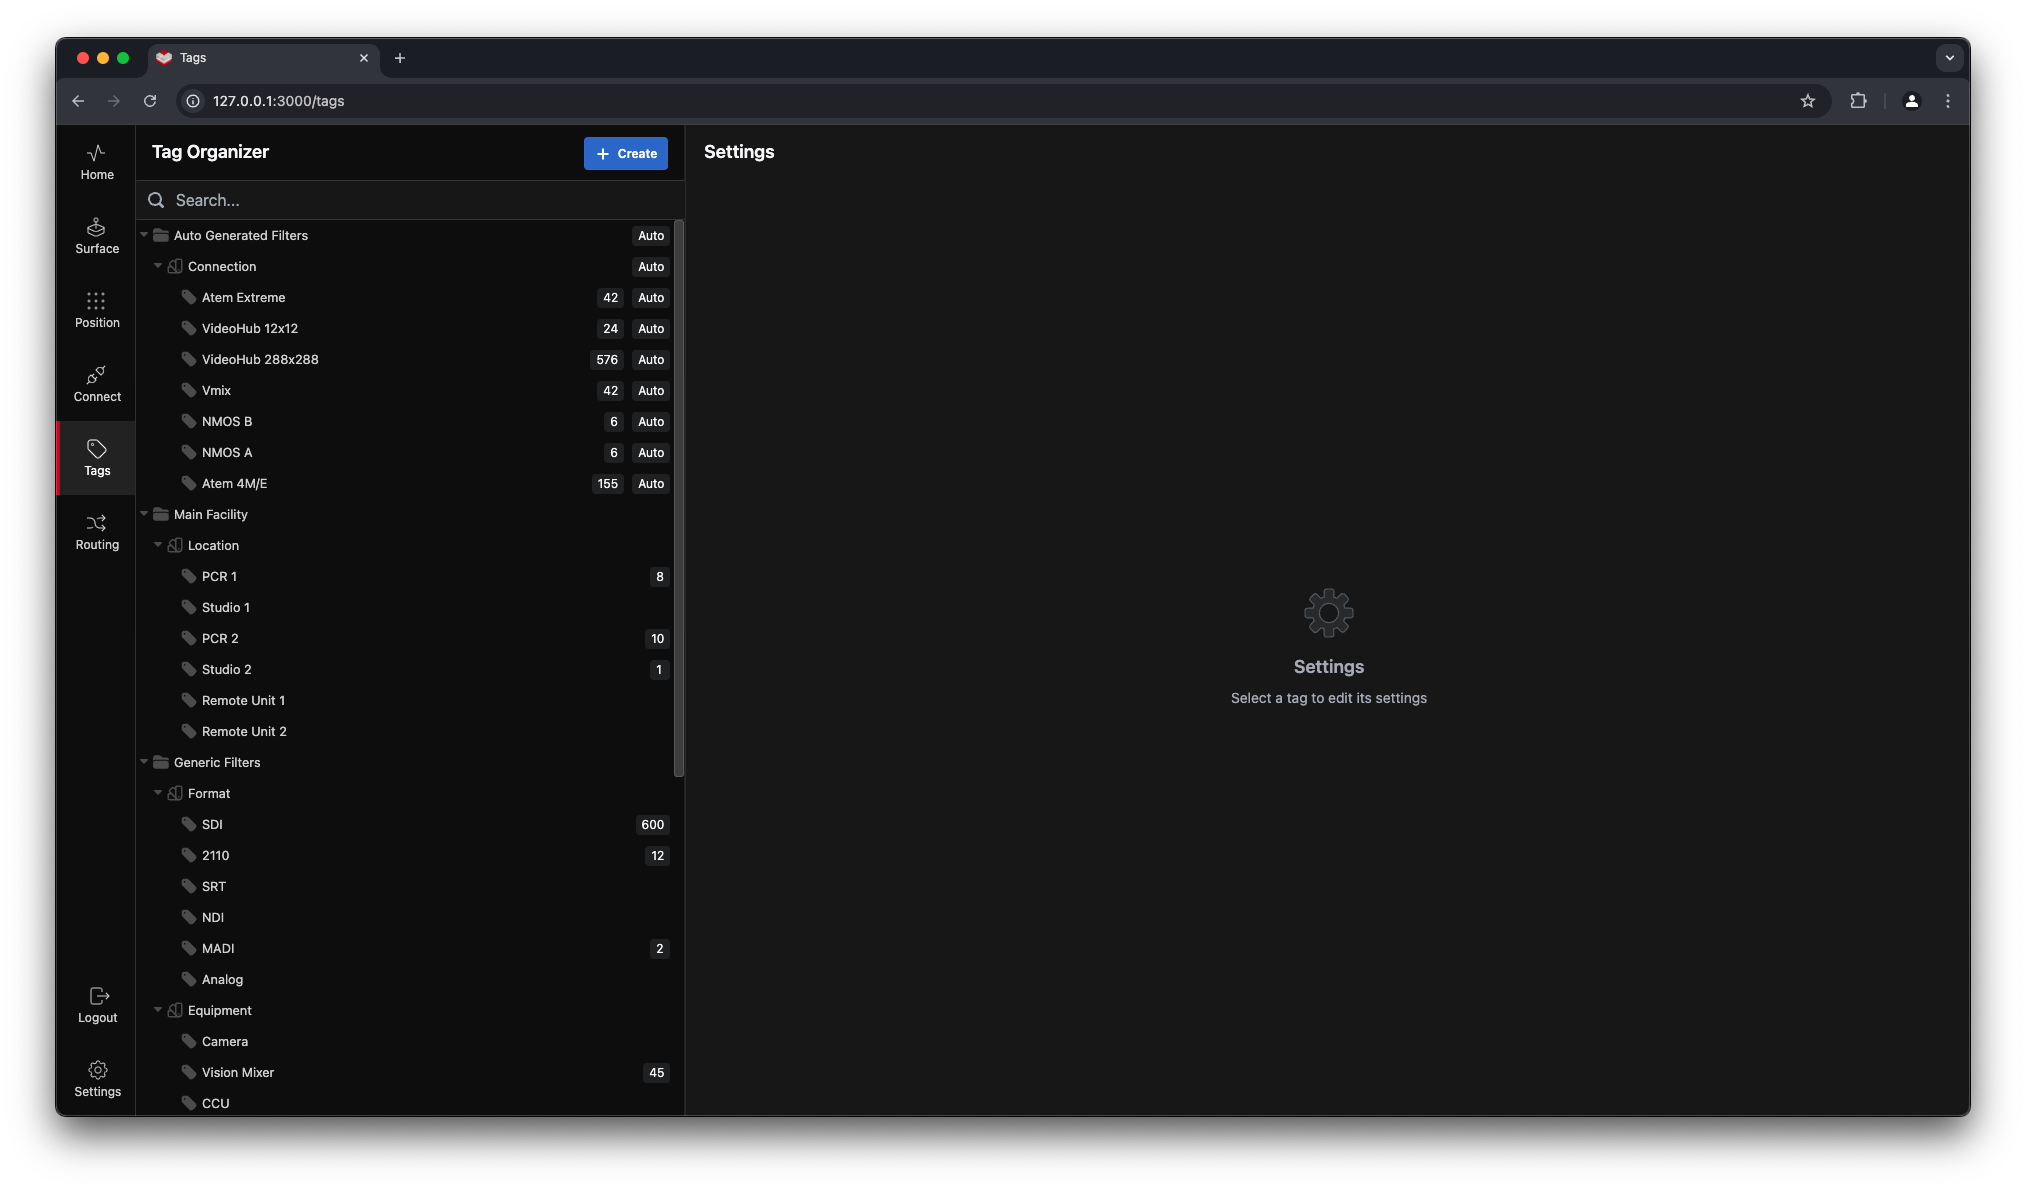 Tags
127.0.0.1:3000/tags
Home
Surface
Position
Connect
Tags
Routing
Logout
Settings
Tag Organizer
Create
Search...
Auto Generated Filters Auto
Connection Auto
Atem Extreme 42 Auto
VideoHub 12x12 24 Auto
VideoHub 288x288 576 Auto
Vmix 42 Auto
NMOS B 6 Auto
NMOS A 6 Auto
Atem 4M/E 155 Auto
Main Facility
Location
PCR 1 8
Studio 1
PCR 2 10
Studio 2 1
Remote Unit 1
Remote Unit 2
Generic Filters
Format
SDI 600
2110 12
SRT
NDI
MADI 2
Analog
Equipment
Camera
Vision Mixer 45
CCU
Settings
Settings
Select a tag to edit its settings